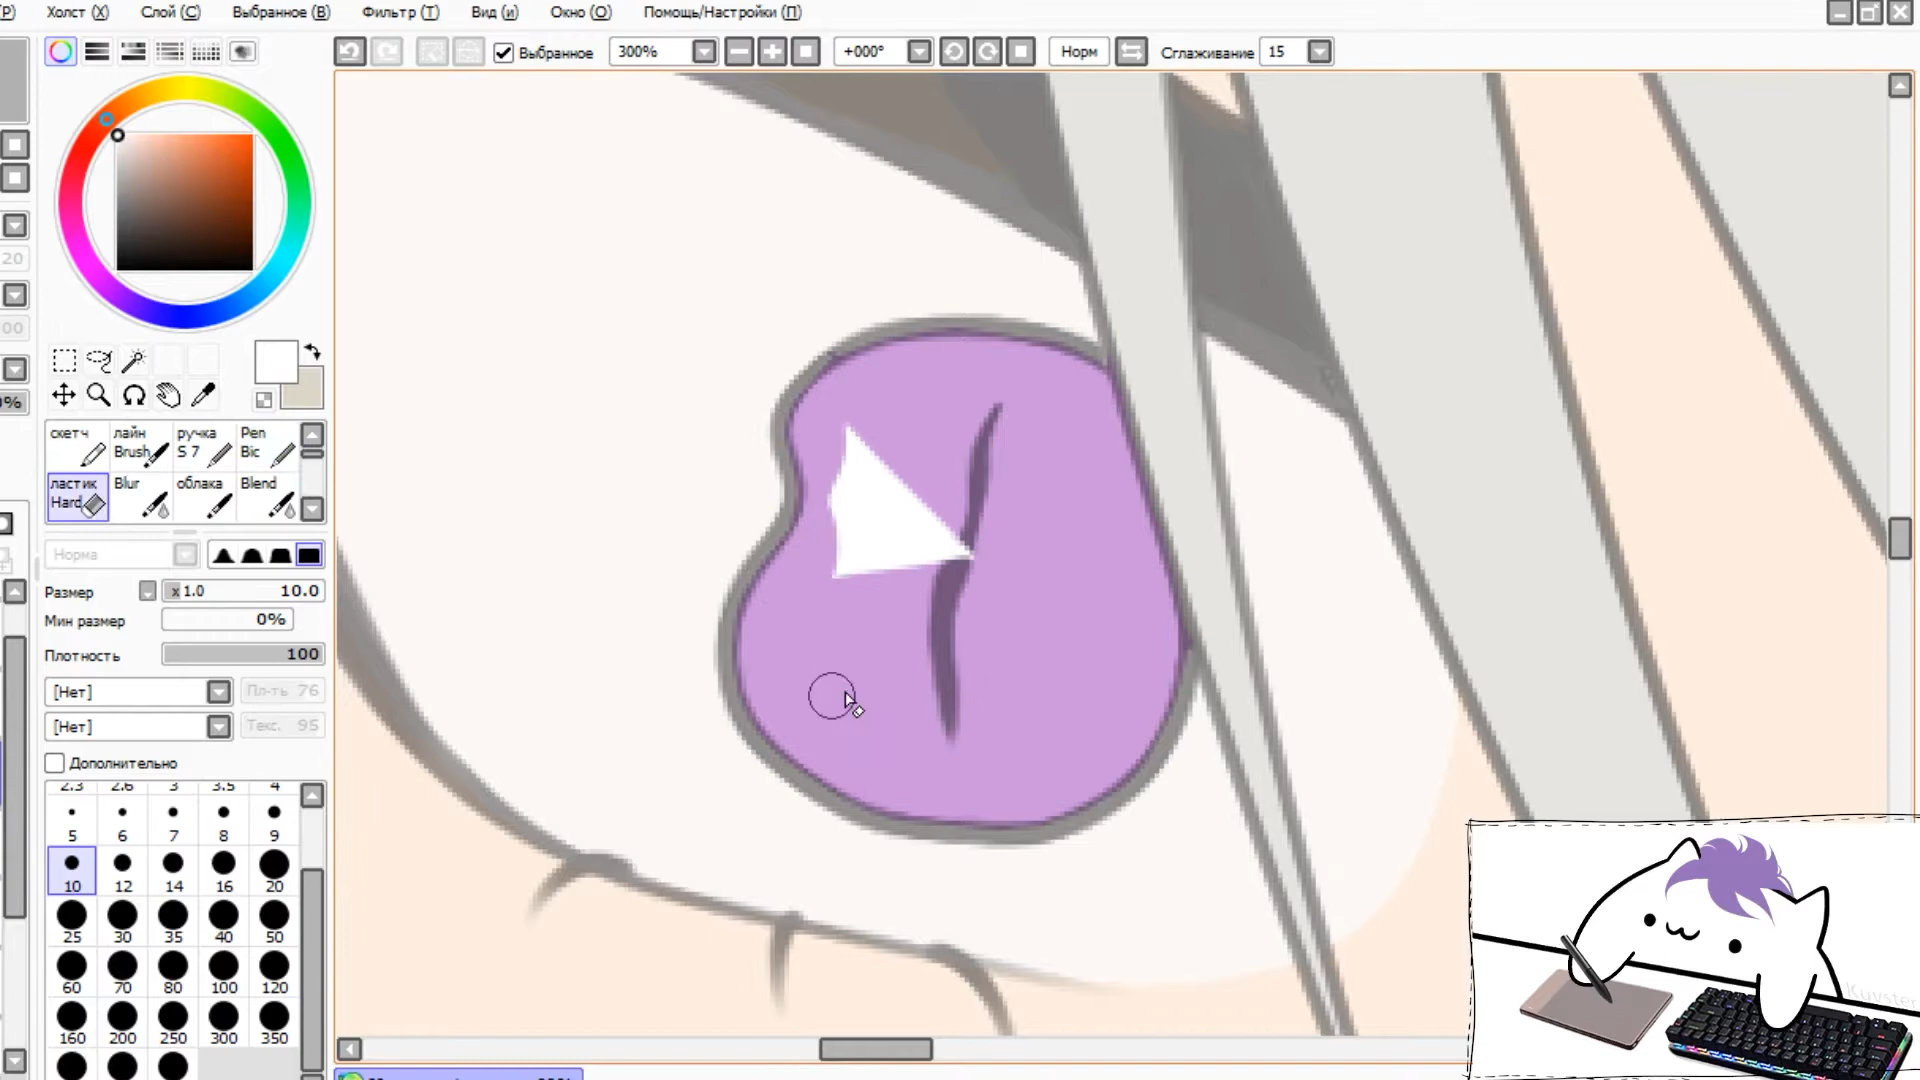 Р)
Холст (X)
Слой (С)
Выбранное (В)
Фильтр (Т)
Вид (и)
Окно (О)
Помощь/Настройки (П)
Выбранное
300%
+000°
Норм
Сглаживание
15
20
00
0%
скетч
лайн
Brush
ручка
S 7
Pen
Bic
ластик
Hard
Blur
облака
Blend
Норма
Размер
x 1.0
10.0
Мин размер
0%
Плотность
100
[Нет]
Пл-ть 76
[Нет]
Текс. 95
Дополнительно
2.3 2.6 3 3.5 4
5 6 7 8 9
10 12 14 16 20
25 30 35 40 50
60 70 80 100 120
160 200 250 300 350